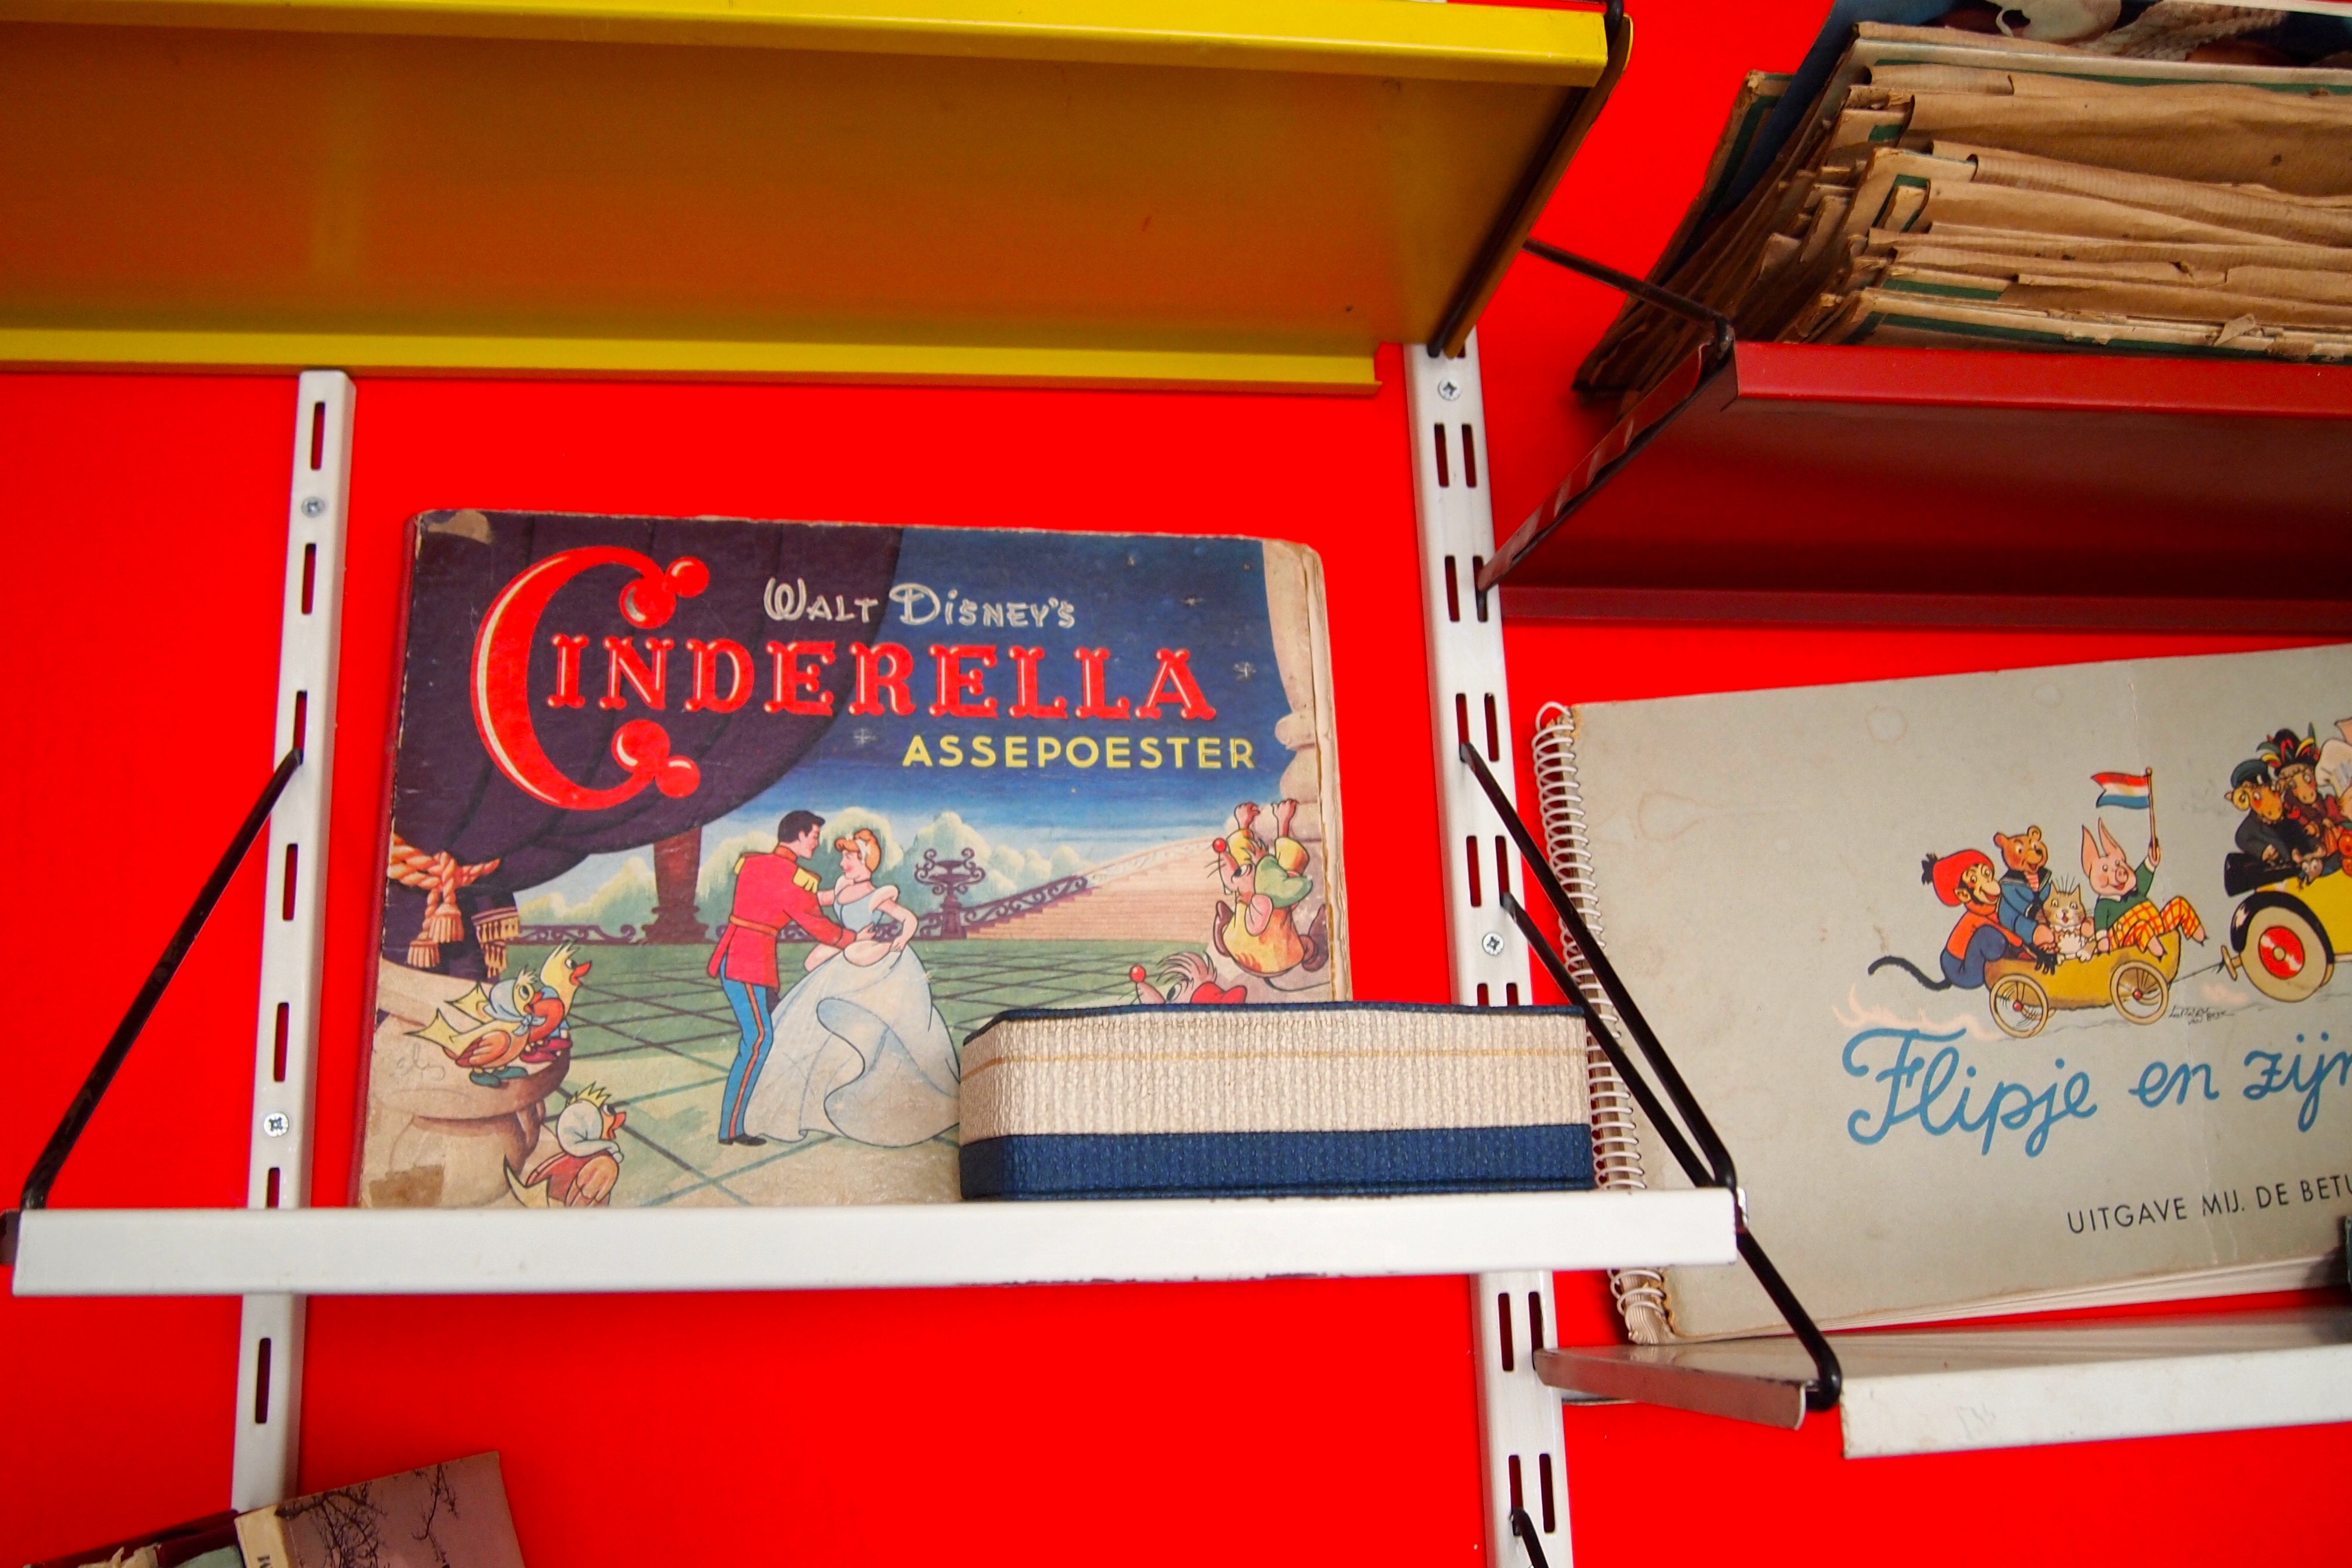 WALT DISNEY'S
CINDERELLA
ASSEPOESTER
Flipje en zijn
UITGAVE MIJ. DE BETU